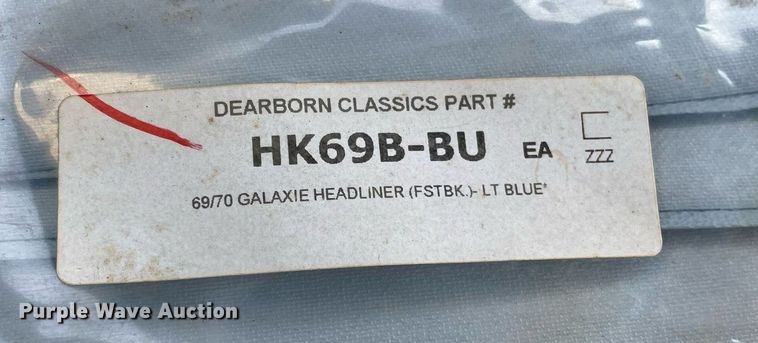 DEARBORN CLASSICS PART #
HK69B-BU EA ZZZ
69/70 GALAXIE HEADLINER (FSTBK.)- LT BLUE*
Purple Wave Auction